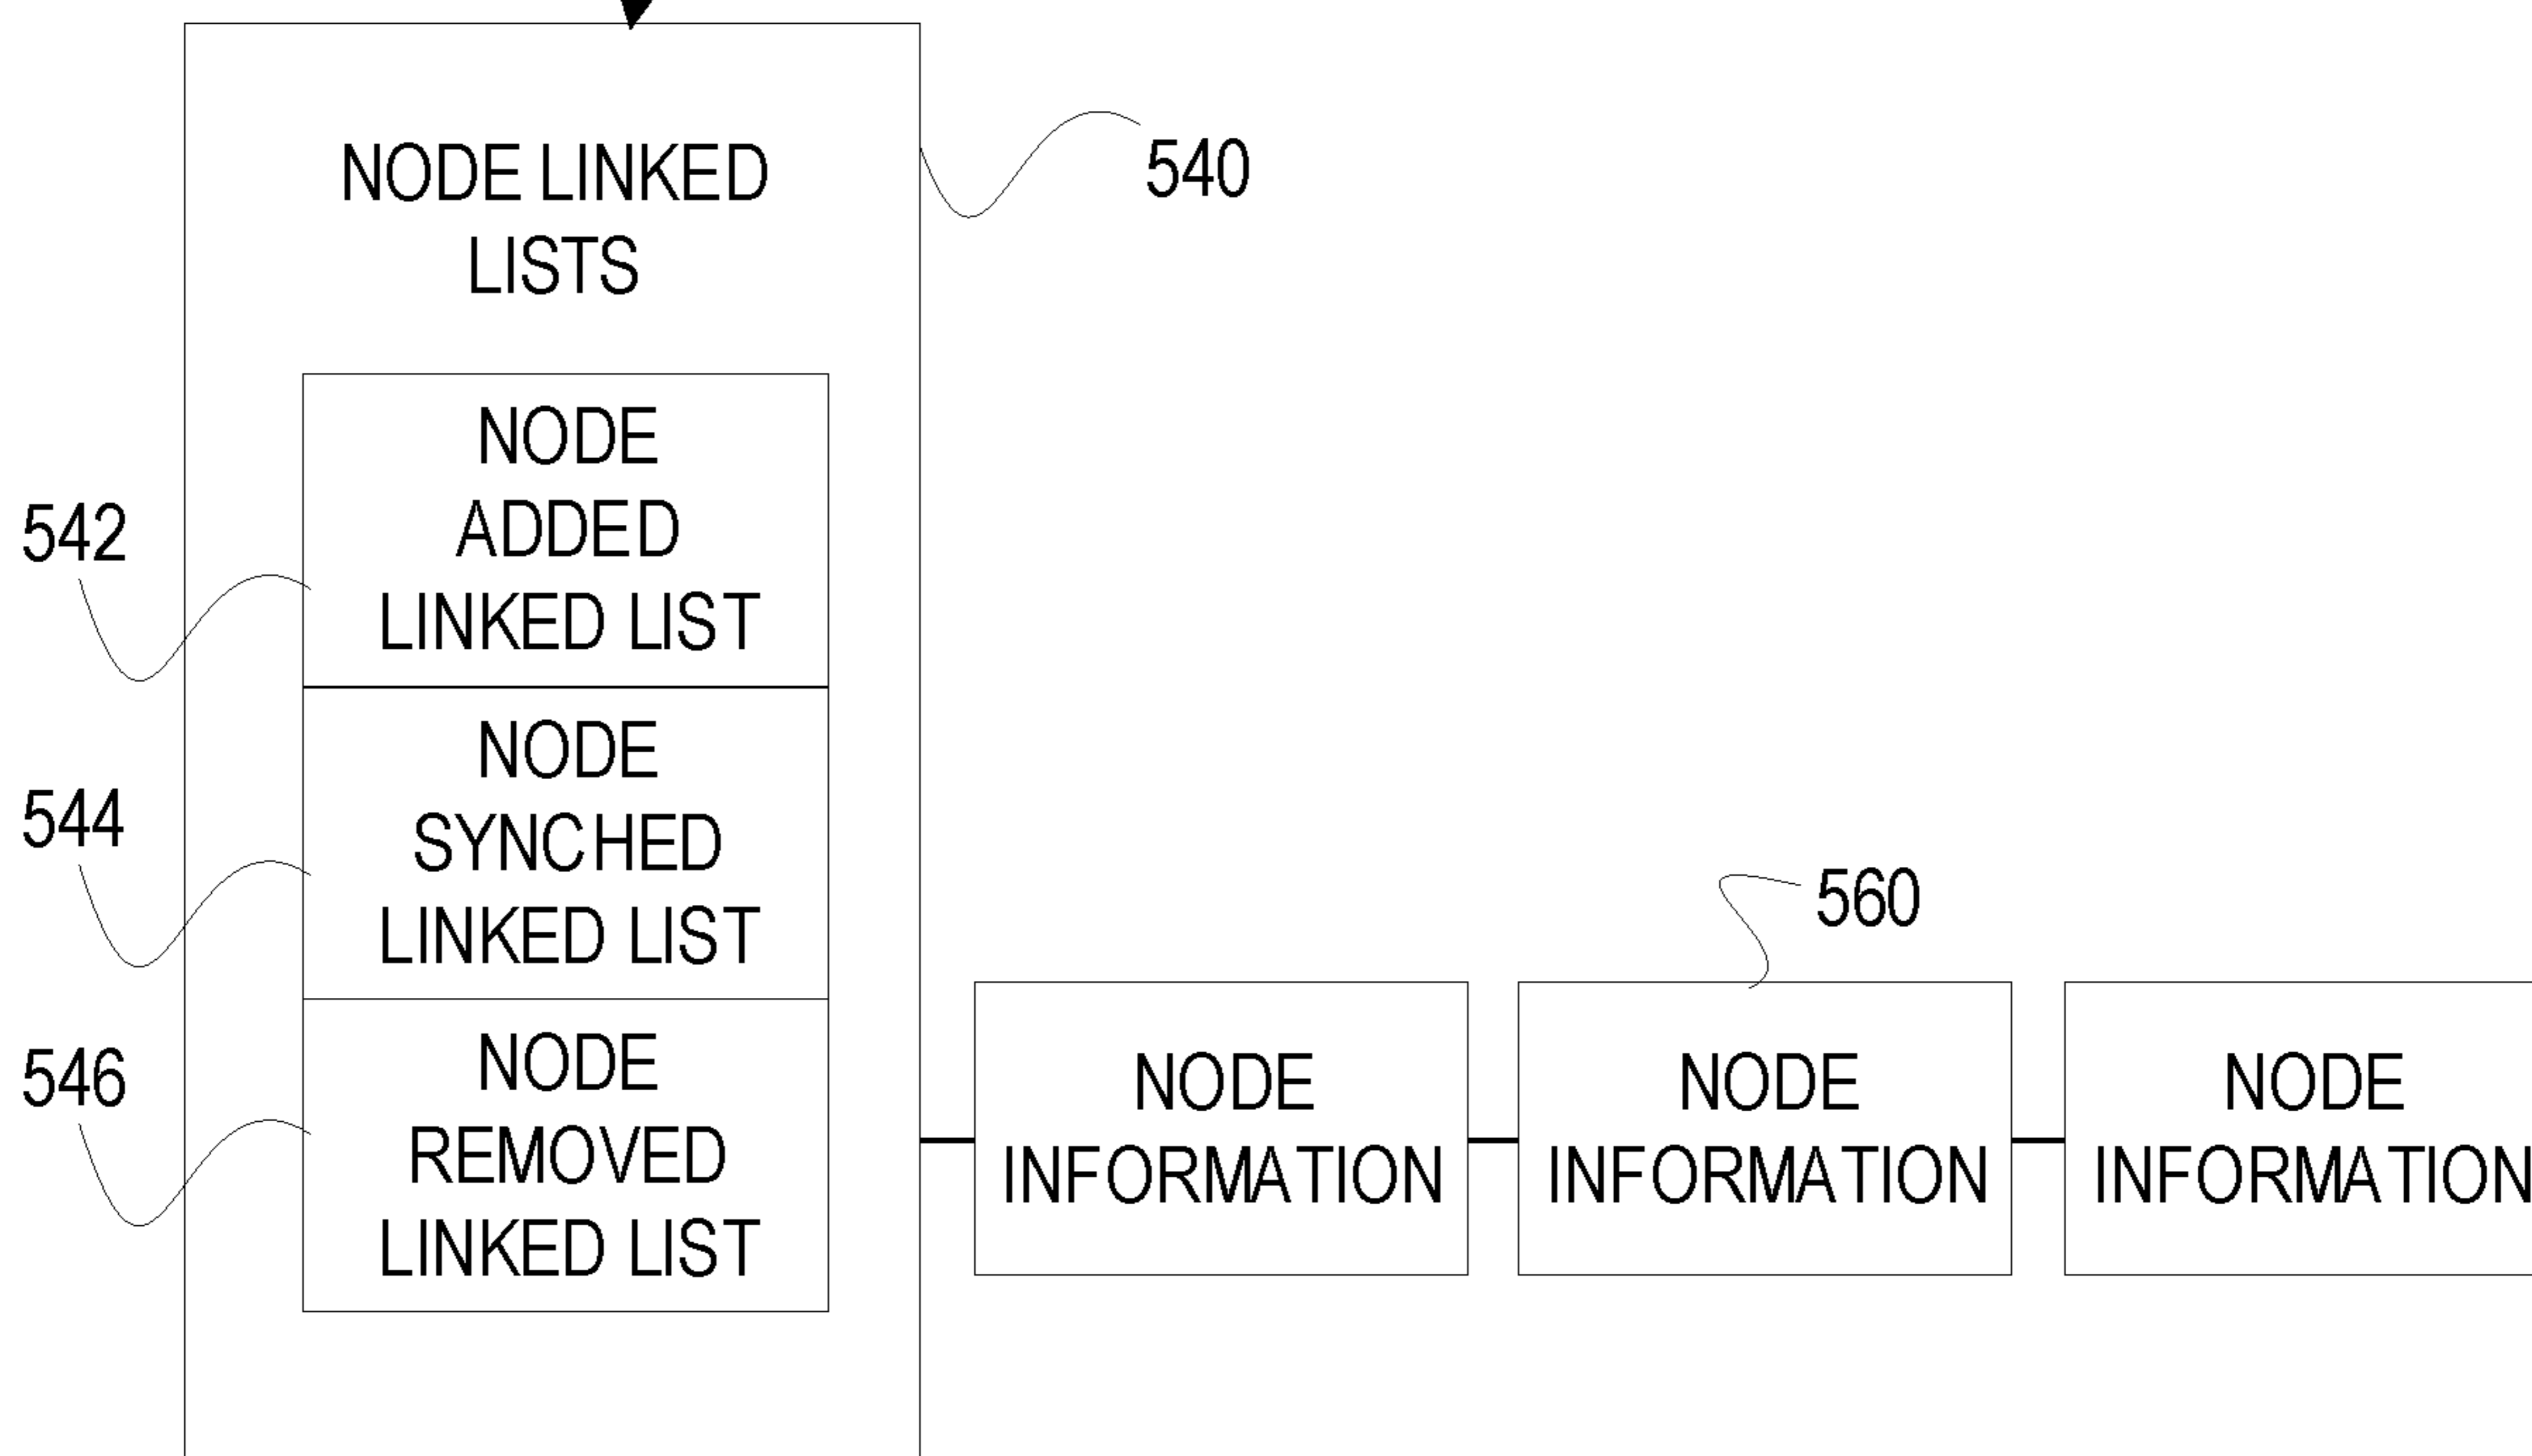 NODE LINKED
LISTS
540
NODE
ADDED
LINKED LIST
542
NODE
SYNCHED
LINKED LIST
544
NODE
REMOVED
LINKED LIST
546
560
NODE
INFORMATION
NODE
INFORMATION
NODE
INFORMATION